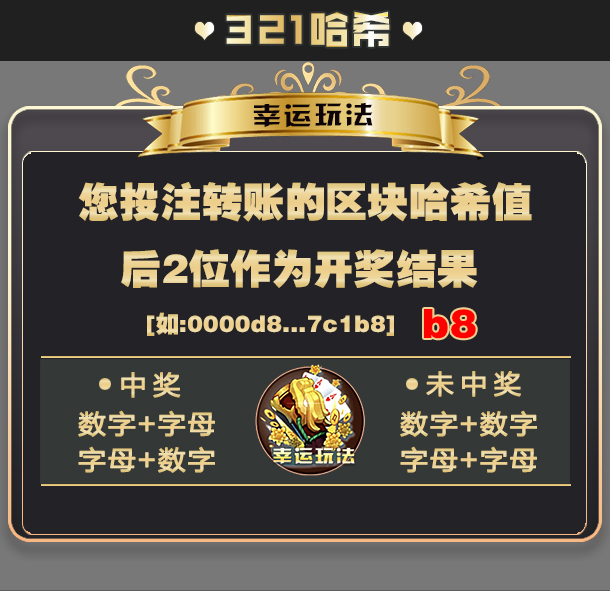 321哈希
幸运玩法
您投注转账的区块哈希值
后2位作为开奖结果
[如:0000d8...7c1b8] b8
•中奖
数字+字母
字母+数字
幸运玩法
•未中奖
数字+数字
字母+字母